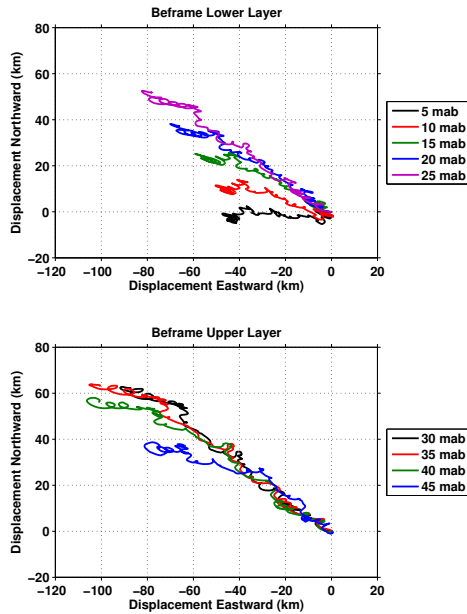 Beframe Lower Layer
80
60
40
20
0
−20
−120 −100 −80 −60 −40 −20 0 20
Displacement Northward (km)
Displacement Eastward (km)
5 mab
10 mab
15 mab
20 mab
25 mab
Beframe Upper Layer
80
60
40
20
0
−20
−120 −100 −80 −60 −40 −20 0 20
Displacement Northward (km)
Displacement Eastward (km)
30 mab
35 mab
40 mab
45 mab